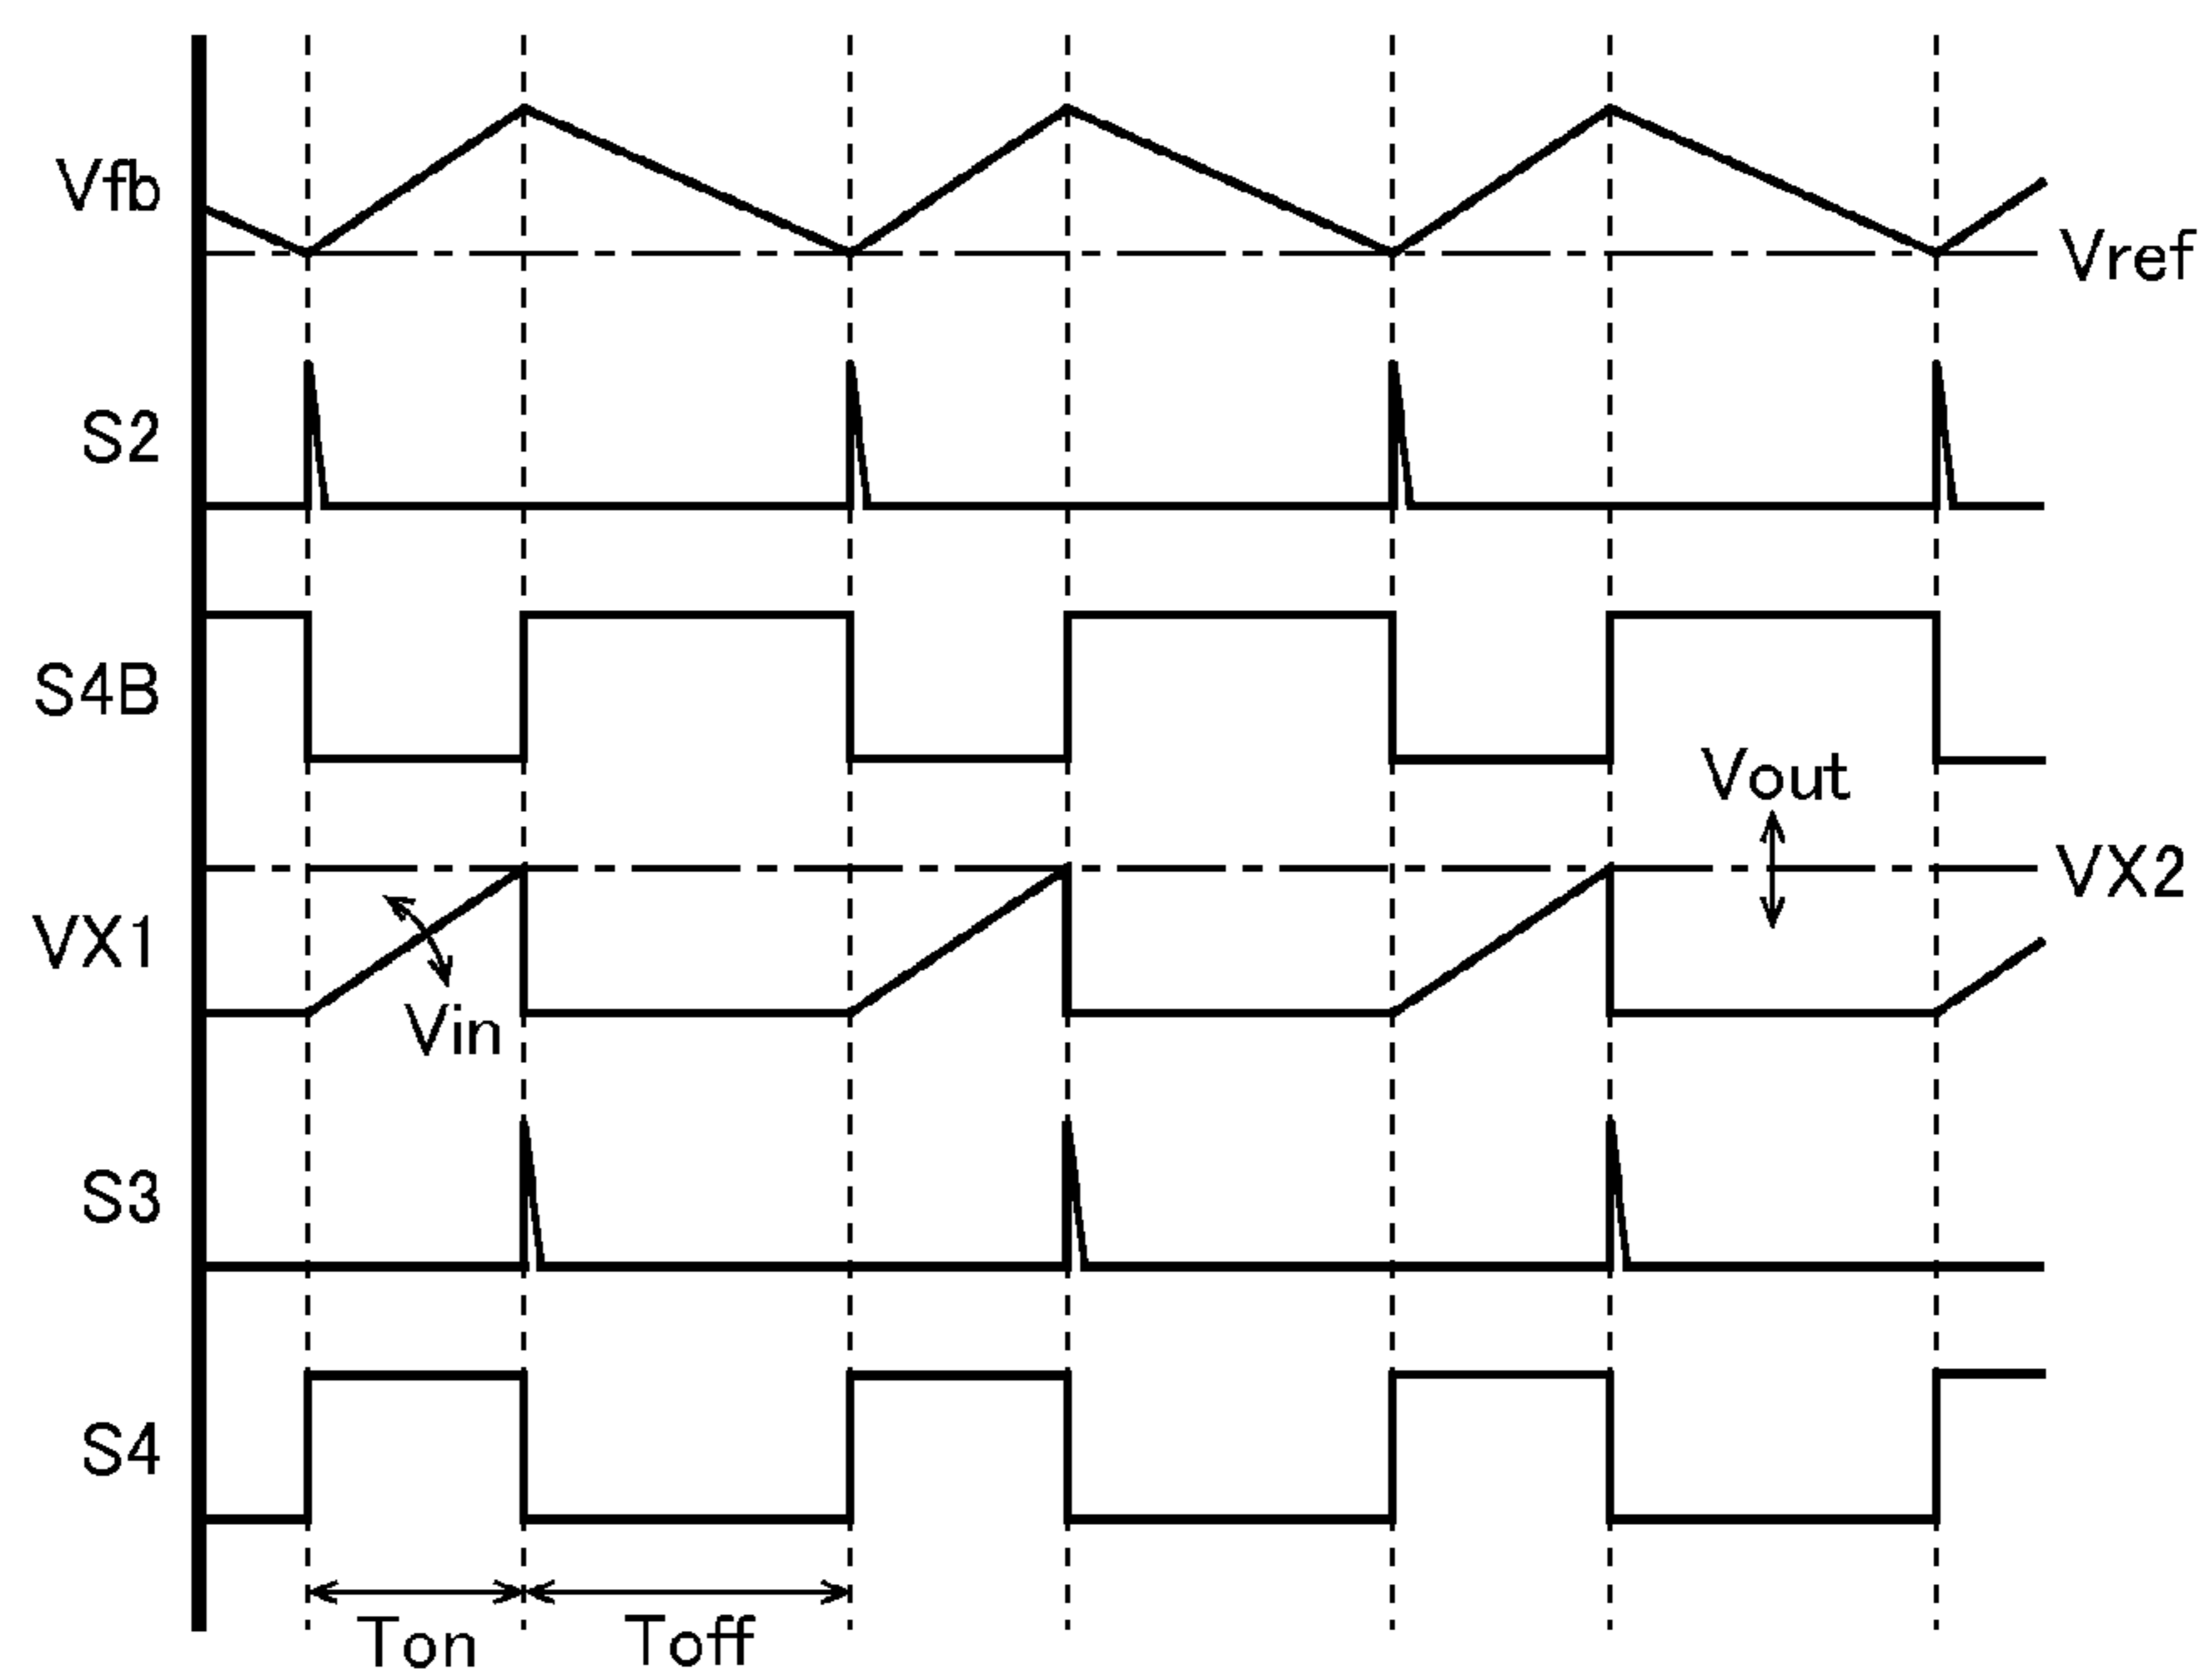 Vfb
Vref
S2
S4B
Vout
VX2
VX1
Vin
S3
S4
Ton
Toff